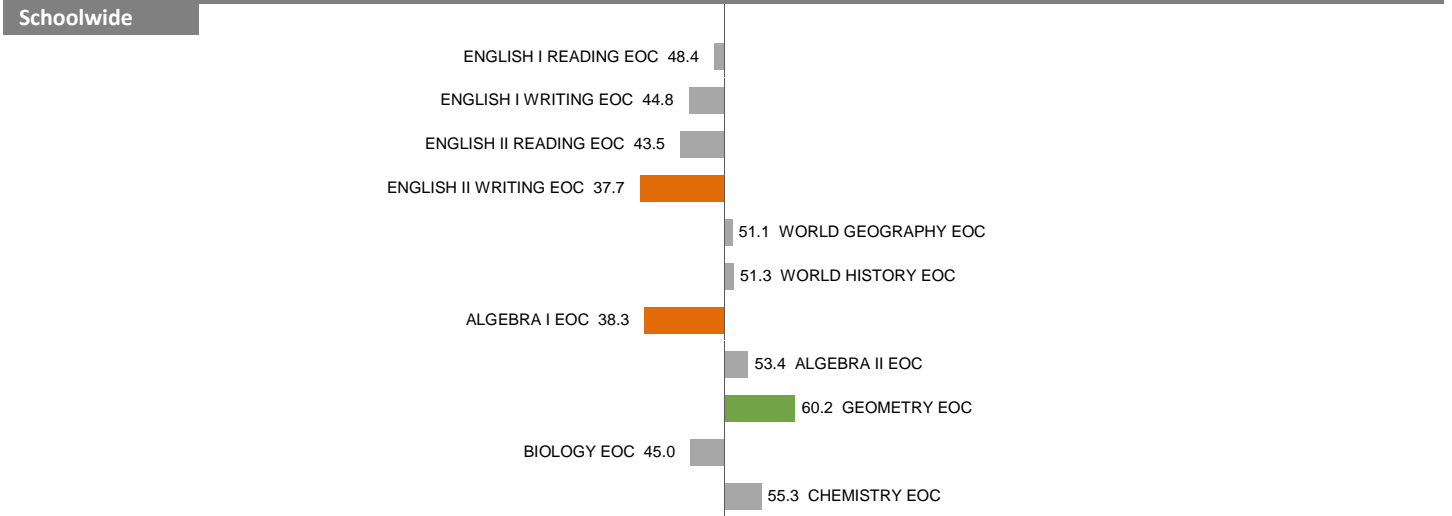 Schoolwide
ENGLISH I READING EOC 48.4
ENGLISH I WRITING EOC 44.8
ENGLISH II READING EOC 43.5
ENGLISH II WRITING EOC 37.7
51.1 WORLD GEOGRAPHY EOC
51.3 WORLD HISTORY EOC
ALGEBRA I EOC 38.3
53.4 ALGEBRA II EOC
60.2 GEOMETRY EOC
BIOLOGY EOC 45.0
55.3 CHEMISTRY EOC